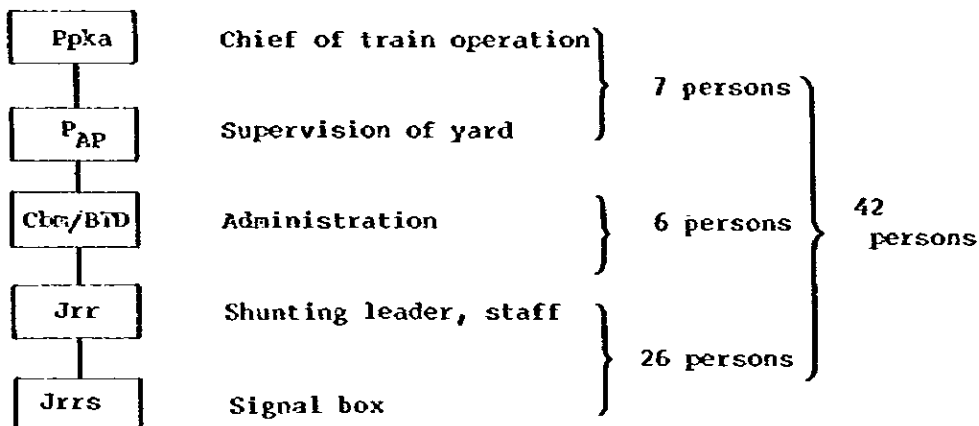 Ppka Chief of train operation
7 persons
PAP Supervision of yard
Cbm/BTD Administration 6 persons
42
persons
Jrr Shunting leader, staff
26 persons
Jrrs Signal box